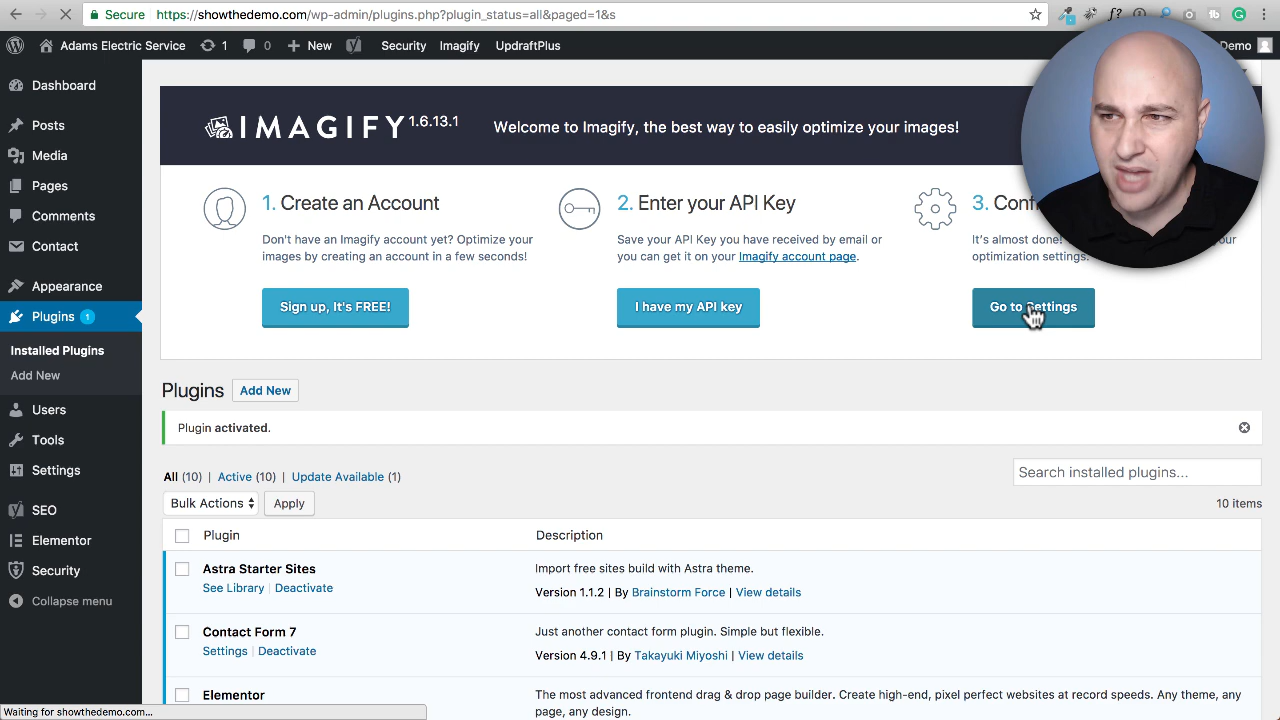 Secure https://showthedemo.com/wp-admin/plugins.php?plugin_status=all&paged=1&s
Adams Electric Service 1 0 New Security Imagify UpdraftPlus Demo
Dashboard
Posts
Media
Pages
Comments
Contact
Appearance
Plugins 1
Installed Plugins
Add New
Users
Tools
Settings
SEO
Elementor
Security
Collapse menu
IMAGIFY 1.6.13.1 Welcome to Imagify, the best way to easily optimize your images!
1. Create an Account
Don't have an Imagify account yet? Optimize your
images by creating an account in a few seconds!
Sign up, It's FREE!
2. Enter your API Key
Save your API Key you have received by email or
you can get it on your Imagify account page.
I have my API key
3.
It's almost done!
optimization settings.
Go to Settings
Plugins Add New
Plugin activated.
All (10) | Active (10) | Update Available (1)
Search installed plugins...
Bulk Actions Apply
10 items
Plugin Description
Astra Starter Sites
See Library | Deactivate
Import free sites build with Astra theme.
Version 1.1.2 | By Brainstorm Force | View details
Contact Form 7
Settings | Deactivate
Just another contact form plugin. Simple but flexible.
Version 4.9.1 | By Takayuki Miyoshi | View details
Elementor
The most advanced frontend drag & drop page builder. Create high-end, pixel perfect websites at record speeds. Any theme, any
page, any design.
Waiting for showthedemo.com...